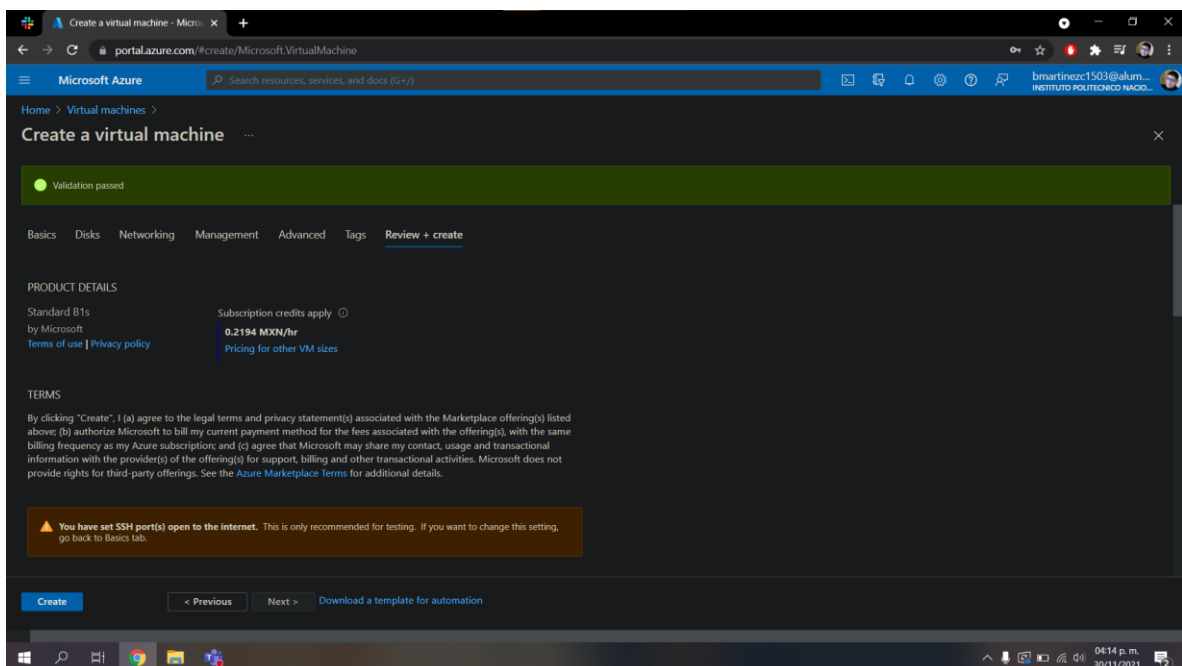 Create a virtual machine - Micro
portal.azure.com/#create/Microsoft.VirtualMachine
Microsoft Azure
Search resources, services, and docs (G+/)
bmartinezc1503@alum...
INSTITUTO POLITECNICO NACIO...
Home > Virtual machines >
Create a virtual machine ...
Validation passed
Basics Disks Networking Management Advanced Tags Review + create
PRODUCT DETAILS
Standard B1s
by Microsoft
Terms of use | Privacy policy
Subscription credits apply
0.2194 MXN/hr
Pricing for other VM sizes
TERMS
By clicking "Create", I (a) agree to the legal terms and privacy statement(s) associated with the Marketplace offering(s) listed
above; (b) authorize Microsoft to bill my current payment method for the fees associated with the offering(s), with the same
billing frequency as my Azure subscription; and (c) agree that Microsoft may share my contact, usage and transactional
information with the provider(s) of the offering(s) for support, billing and other transactional activities. Microsoft does not
provide rights for third-party offerings. See the Azure Marketplace Terms for additional details.
You have set SSH port(s) open to the internet. This is only recommended for testing. If you want to change this setting,
go back to Basics tab.
Create < Previous Next > Download a template for automation
04:14 p. m.
30/11/2021